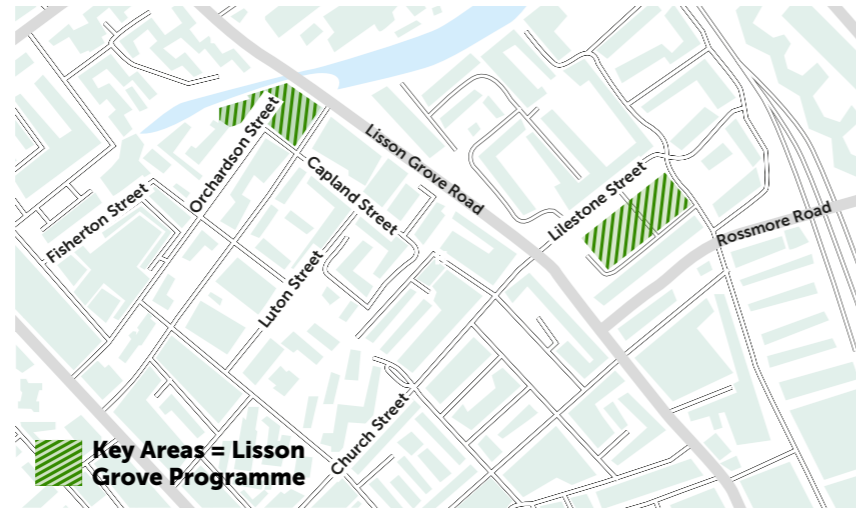 Orchardson Street
Lisson Grove Road
Capland Street
Lilestone Street
Fisherton Street
Rossmore Road
Luton Street
Church Street
Key Areas = Lisson
Grove Programme